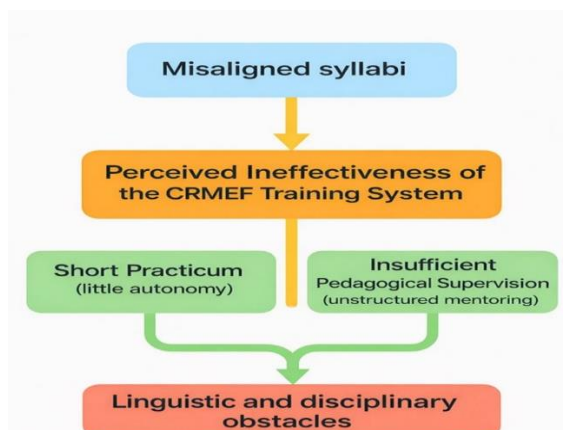 Misaligned syllabi
Perceived Ineffectiveness of
the CRMEF Training System
Short Practicum
(little autonomy)
Insufficient
Pedagogical Supervision
(unstructured mentoring)
Linguistic and disciplinary
obstacles